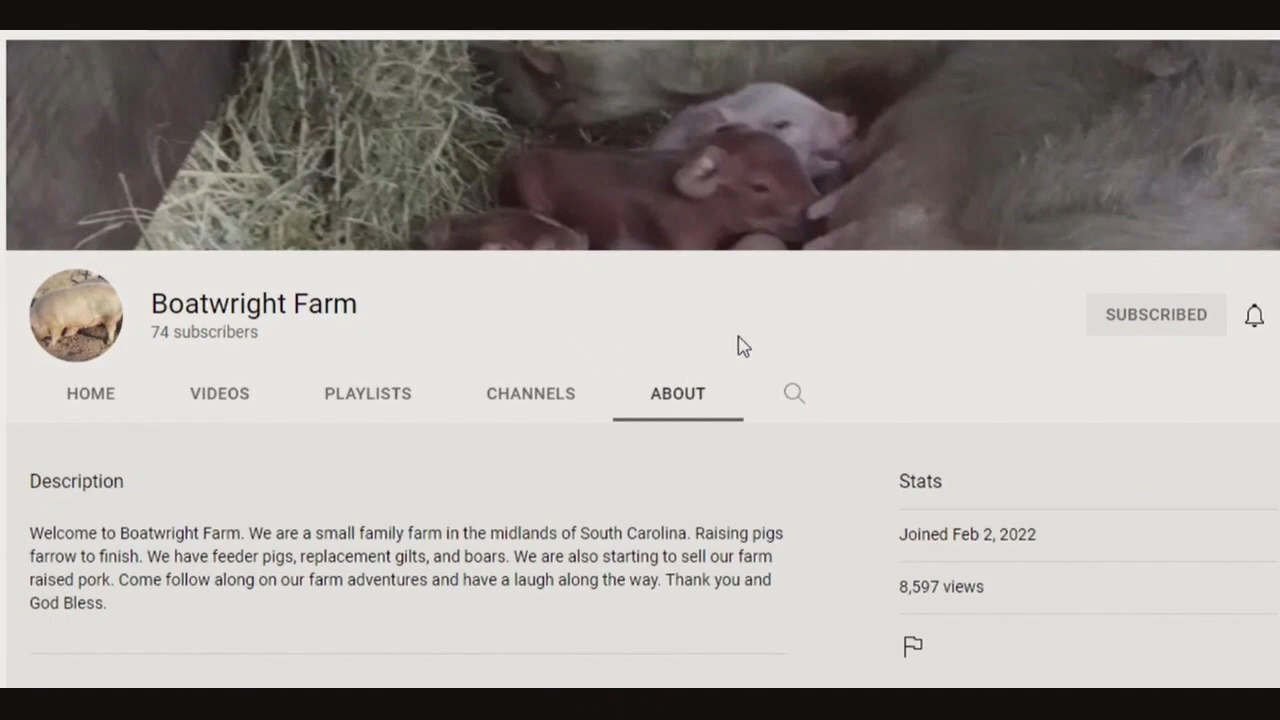 Boatwright Farm
74 subscribers
SUBSCRIBED
HOME VIDEOS PLAYLISTS CHANNELS ABOUT
Description
Welcome to Boatwright Farm. We are a small family farm in the midlands of South Carolina. Raising pigs
farrow to finish. We have feeder pigs, replacement gilts, and boars. We are also starting to sell our farm
raised pork. Come follow along on our farm adventures and have a laugh along the way. Thank you and
God Bless.
Stats
Joined Feb 2, 2022
8,597 views